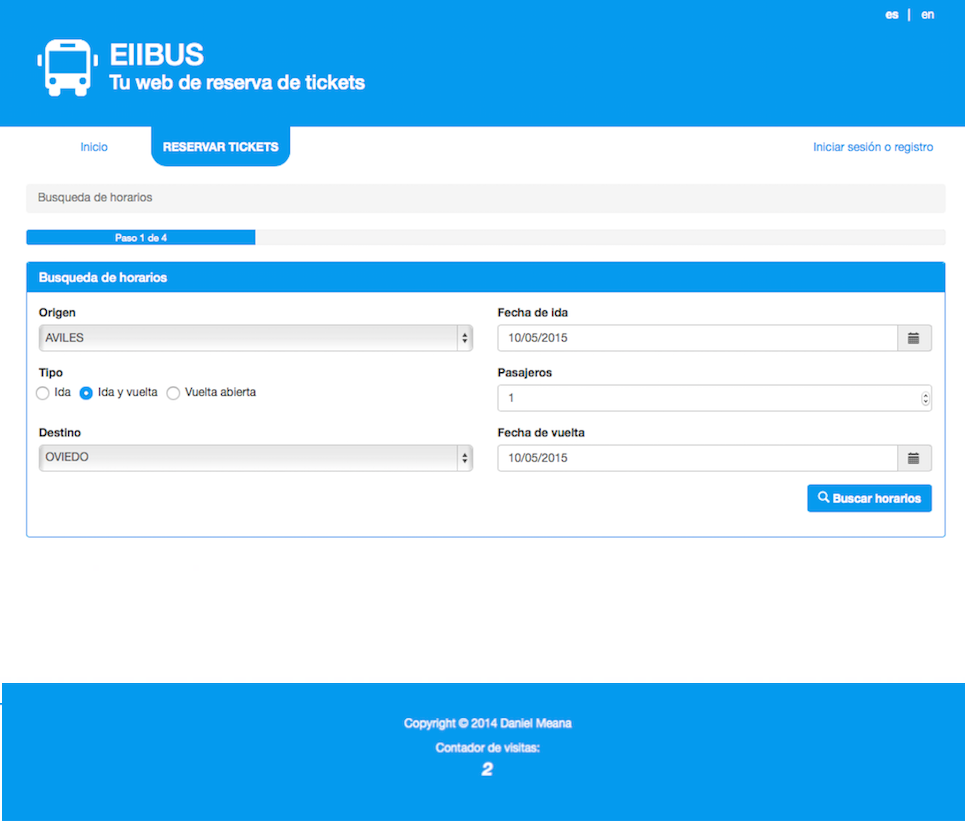 es | en
EIIBUS
Tu web de reserva de tickets
Inicio
RESERVAR TICKETS
Iniciar sesión o registro
Busqueda de horarios
Paso 1 de 4
Busqueda de horarios
Origen
AVILES
Fecha de ida
10/05/2015
Tipo
Ida
Ida y vuelta
Vuelta abierta
Pasajeros
1
Destino
OVIEDO
Fecha de vuelta
10/05/2015
Buscar horarios
Copyright © 2014 Daniel Meana
Contador de visitas:
2